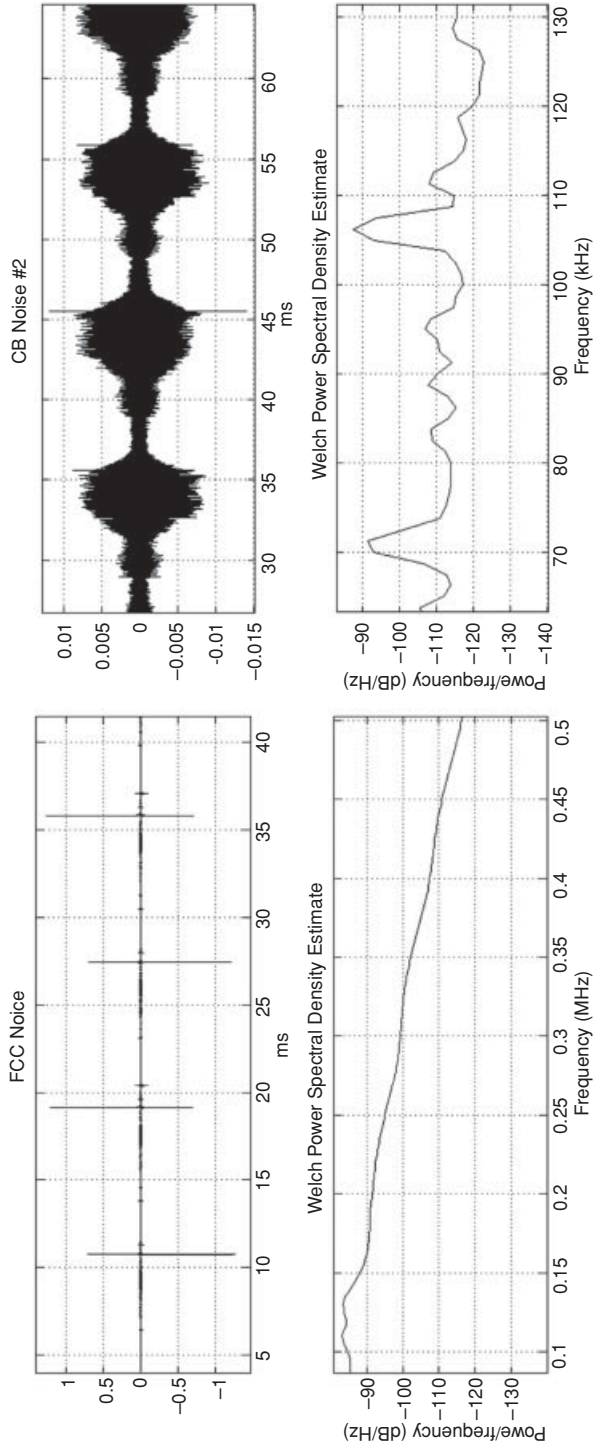 FCC Noice
1
0.5
0
−0.5
−1
5 10 15 20 25 30 35 40
ms
CB Noise #2
0.01
0.005
0
−0.005
−0.01
−0.015
30 35 40 45 50 55 60
ms
Welch Power Spectral Density Estimate
Powe/frequency (dB/Hz)
−90
−100
−110
−120
−130
0.1 0.15 0.2 0.25 0.3 0.35 0.4 0.45 0.5
Frequency (MHz)
Welch Power Spectral Density Estimate
Powe/frequency (dB/Hz)
−90
−100
−110
−120
−130
−140
70 80 90 100 110 120 130
Frequency (kHz)